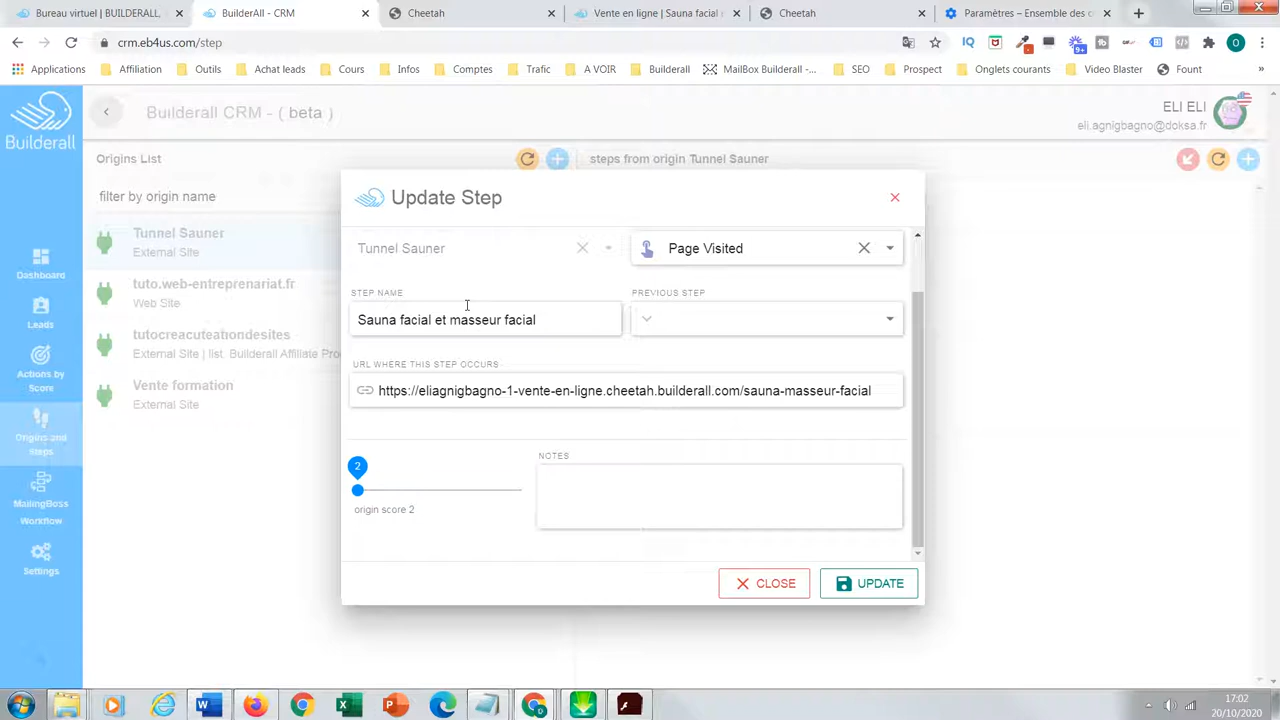 Bureau virtuel | BUILDERALL,
BuilderAll - CRM
Cheetah
Vente en ligne | Sauna facial
Cheetah
Paramètres – Ensemble des c
crm.eb4us.com/step
Applications
Affiliation
Outils
Achat leads
Cours
Infos
Comptes
Trafic
A VOIR
Builderall
MailBox Builderall -...
SEO
Prospect
Onglets courants
Video Blaster
Fount
Builderall
Builderall CRM - ( beta )
ELI ELI
eli.agnigbagno@doksa.fr
Origins List
steps from origin Tunnel Sauner
filter by origin name
Tunnel Sauner
External Site
tuto.web-entreprenariat.fr
Web Site
tutocreacuteationdesites
External Site | list. Builderall Affiliate Pro
Vente formation
External Site
Dashboard
Leads
Actions by
Score
Origins and
Steps
MailingBoss
Workflow
Settings
Update Step
Tunnel Sauner
Page Visited
STEP NAME
PREVIOUS STEP
Sauna facial et masseur facial
URL WHERE THIS STEP OCCURS
https://eliagnigbagno-1-vente-en-ligne.cheetah.builderall.com/sauna-masseur-facial
2
NOTES
origin score 2
CLOSE
UPDATE
17:02
20/10/2020